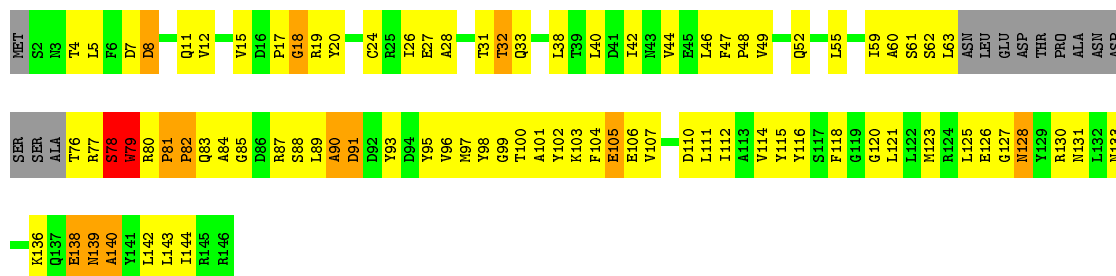 MET S2 N3 T4 L5 F6 D7 D8 Q11 V12 V15 D16 P17 G18 R19 Y20 C24 R25 I26 E27 A28 T31 T32 Q33 L38 T39 L40 D41 I42 N43 V44 E45 L46 F47 P48 V49 Q52 L55 I59 A60 S61 S62 L63 ASN LEU GLU ASP THR PRO ALA ASN ASP
SER SER ALA T76 R77 S78 W79 R80 P81 P82 Q83 A84 G85 D86 R87 S88 L89 A90 D91 D92 Y93 D94 Y95 V96 M97 Y98 G99 T100 A101 Y102 K103 F104 E105 E106 V107 D110 L111 I112 A113 V114 Y115 Y116 S117 F118 G119 G120 L121 L122 M123 R124 L125 E126 G127 N128 Y129 R130 N131 L132 N133
K136 Q137 E138 N139 A140 Y141 L142 L143 I144 R145 R146